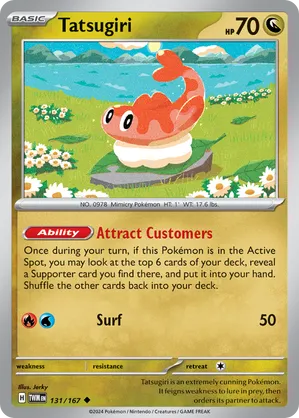 BASIC
Tatsugiri
HP 70
NO. 0978 Mimicry Pokémon HT: 1' WT: 17.6 lbs.
Ability Attract Customers
Once during your turn, if this Pokémon is in the Active
Spot, you may look at the top 6 cards of your deck, reveal
a Supporter card you find there, and put it into your hand.
Shuffle the other cards back into your deck.
Surf 50
weakness resistance retreat
Illus. Jerky
H TWM EN 131/167
Tatsugiri is an extremely cunning Pokémon.
It feigns weakness to lure in prey, then
orders its partner to attack.
©2024 Pokémon / Nintendo / Creatures / GAME FREAK